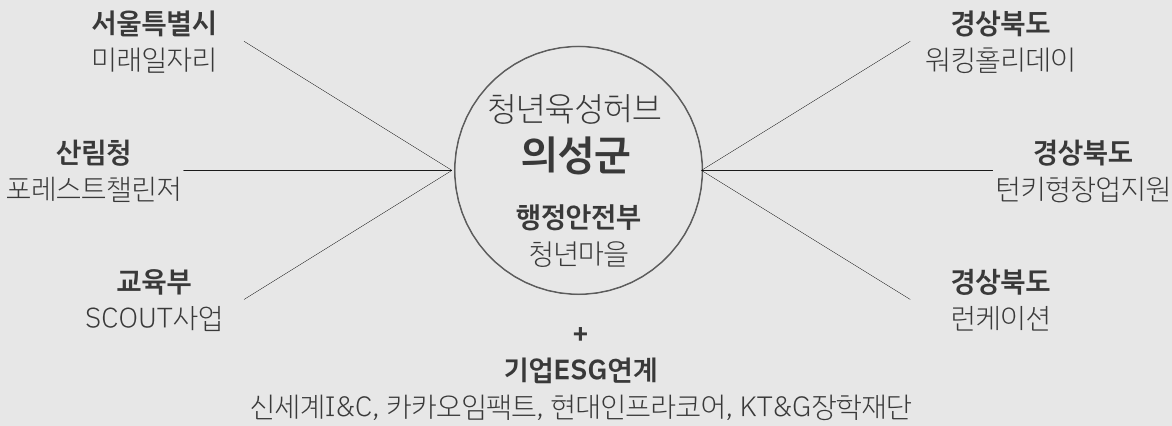 서울특별시
미래일자리
산림청
포레스트챌린저
교육부
SCOUT사업
청년육성허브
의성군
행정안전부
청년마을
경상북도
워킹홀리데이
경상북도
턴키형창업지원
경상북도
런케이션
+
기업ESG연계
신세계I&C, 카카오임팩트, 현대인프라코어, KT&G장학재단